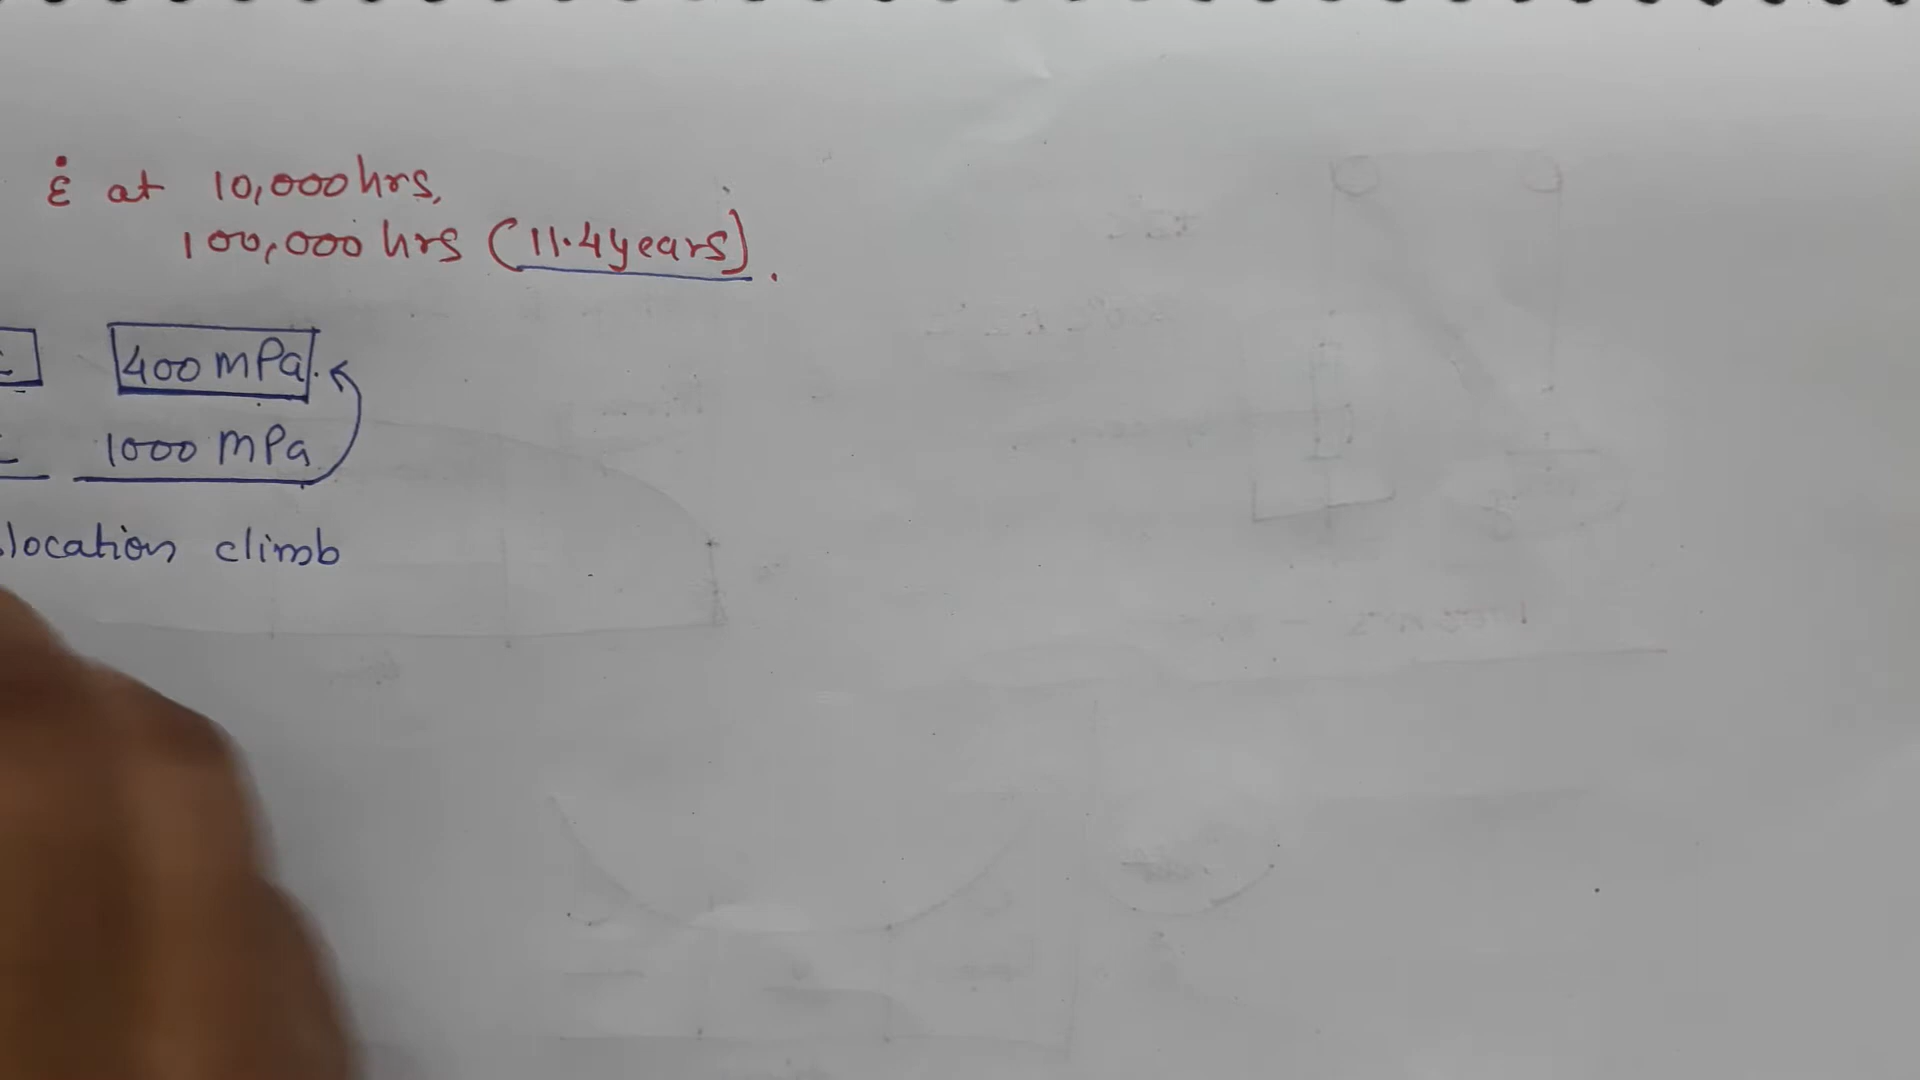 ε̇ at 10,000 hrs,
100,000 hrs (11.4 years).
400 mPa.
1000 mPa
location climb